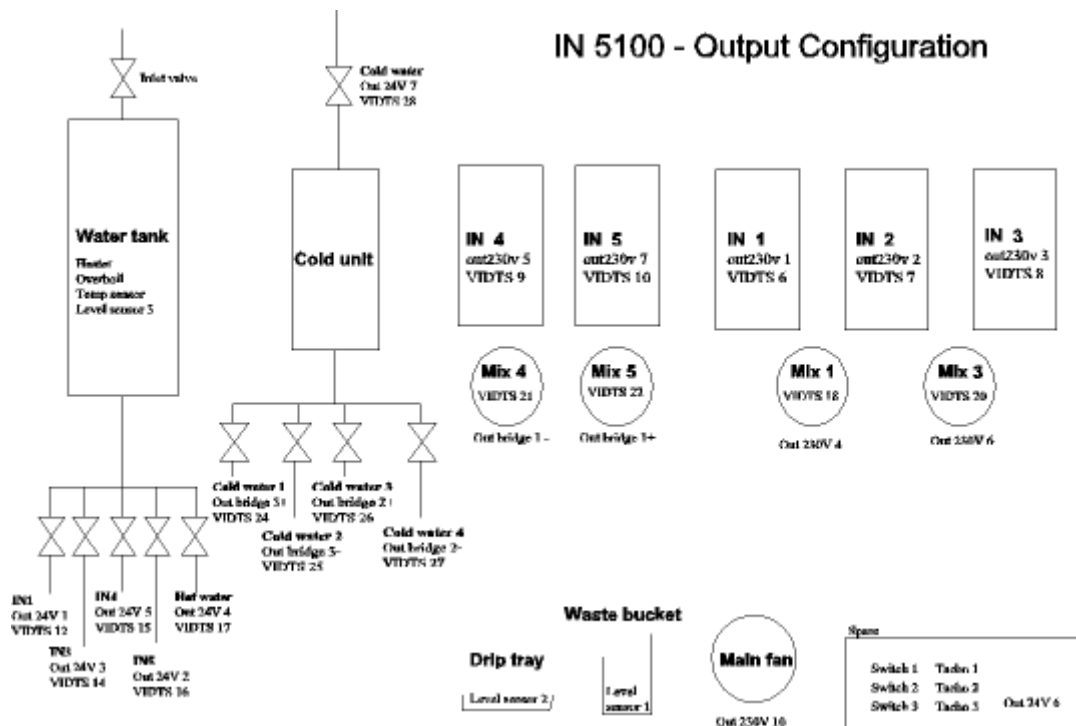 IN 5100 - Output Configuration
Inlet valve
Cold water
Out 24V 7
VIDTS 28
Water tank
Heater
Overboil
Temp sensor
Level sensor 3
Cold unit
IN 4
out230v 5
VIDTS 9
IN 5
out230v 7
VIDTS 10
IN 1
out230v 1
VIDTS 6
IN 2
out230v 2
VIDTS 7
IN 3
out230v 3
VIDTS 8
Mix 4
VIDTS 21
Out bridge 1-
Mix 5
VIDTS 22
Out bridge 1+
Mix 1
VIDTS 18
Out 230V 4
Mix 3
VIDTS 20
Out 230V 6
Cold water 1
Out bridge 3+
VIDTS 24
Cold water 2
Out bridge 3-
VIDTS 25
Cold water 3
Out bridge 2+
VIDTS 26
Cold water 4
Out bridge 2-
VIDTS 27
IN1
Out 24V 1
VIDTS 12
IN3
Out 24V 3
VIDTS 14
IN4
Out 24V 5
VIDTS 15
IN5
Out 24V 2
VIDTS 16
Hot water
Out 24V 4
VIDTS 17
Drip tray
Level sensor 2
Waste bucket
Level
sensor 1
Main fan
Out 230V 10
Spare
Switch 1 Tacho 1
Switch 2 Tacho 2
Switch 3 Tacho 3 Out 24V 6